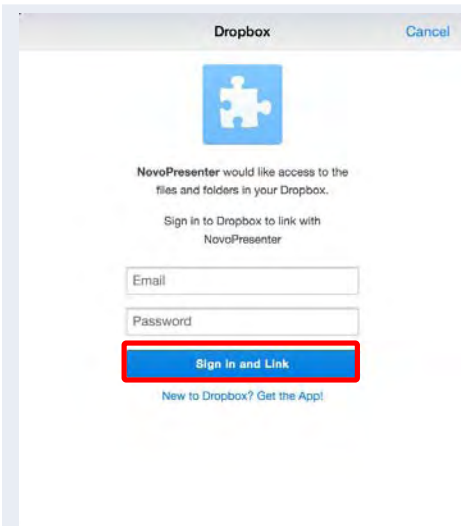 Dropbox Cancel
NovoPresenter would like access to the
files and folders in your Dropbox.
Sign in to Dropbox to link with
NovoPresenter
Email
Password
Sign in and Link
New to Dropbox? Get the App!